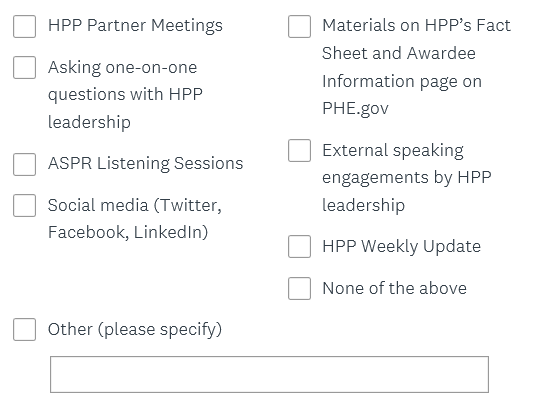 HPP Partner Meetings
Asking one-on-one
questions with HPP
leadership
ASPR Listening Sessions
Social media (Twitter,
Facebook, LinkedIn)
Materials on HPP’s Fact
Sheet and Awardee
Information page on
PHE.gov
External speaking
engagements by HPP
leadership
HPP Weekly Update
None of the above
Other (please specify)